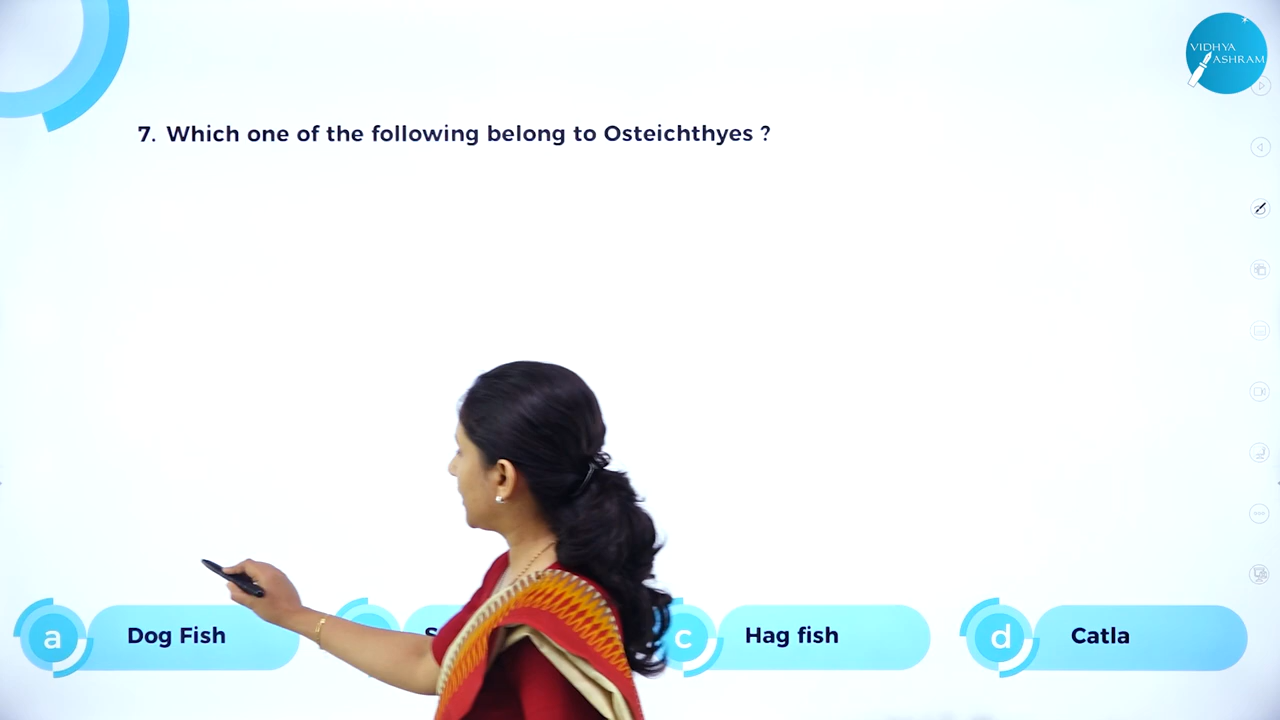 VIDHYA
ASHRAM
7. Which one of the following belong to Osteichthyes ?
a Dog Fish
c Hag fish
d Catla